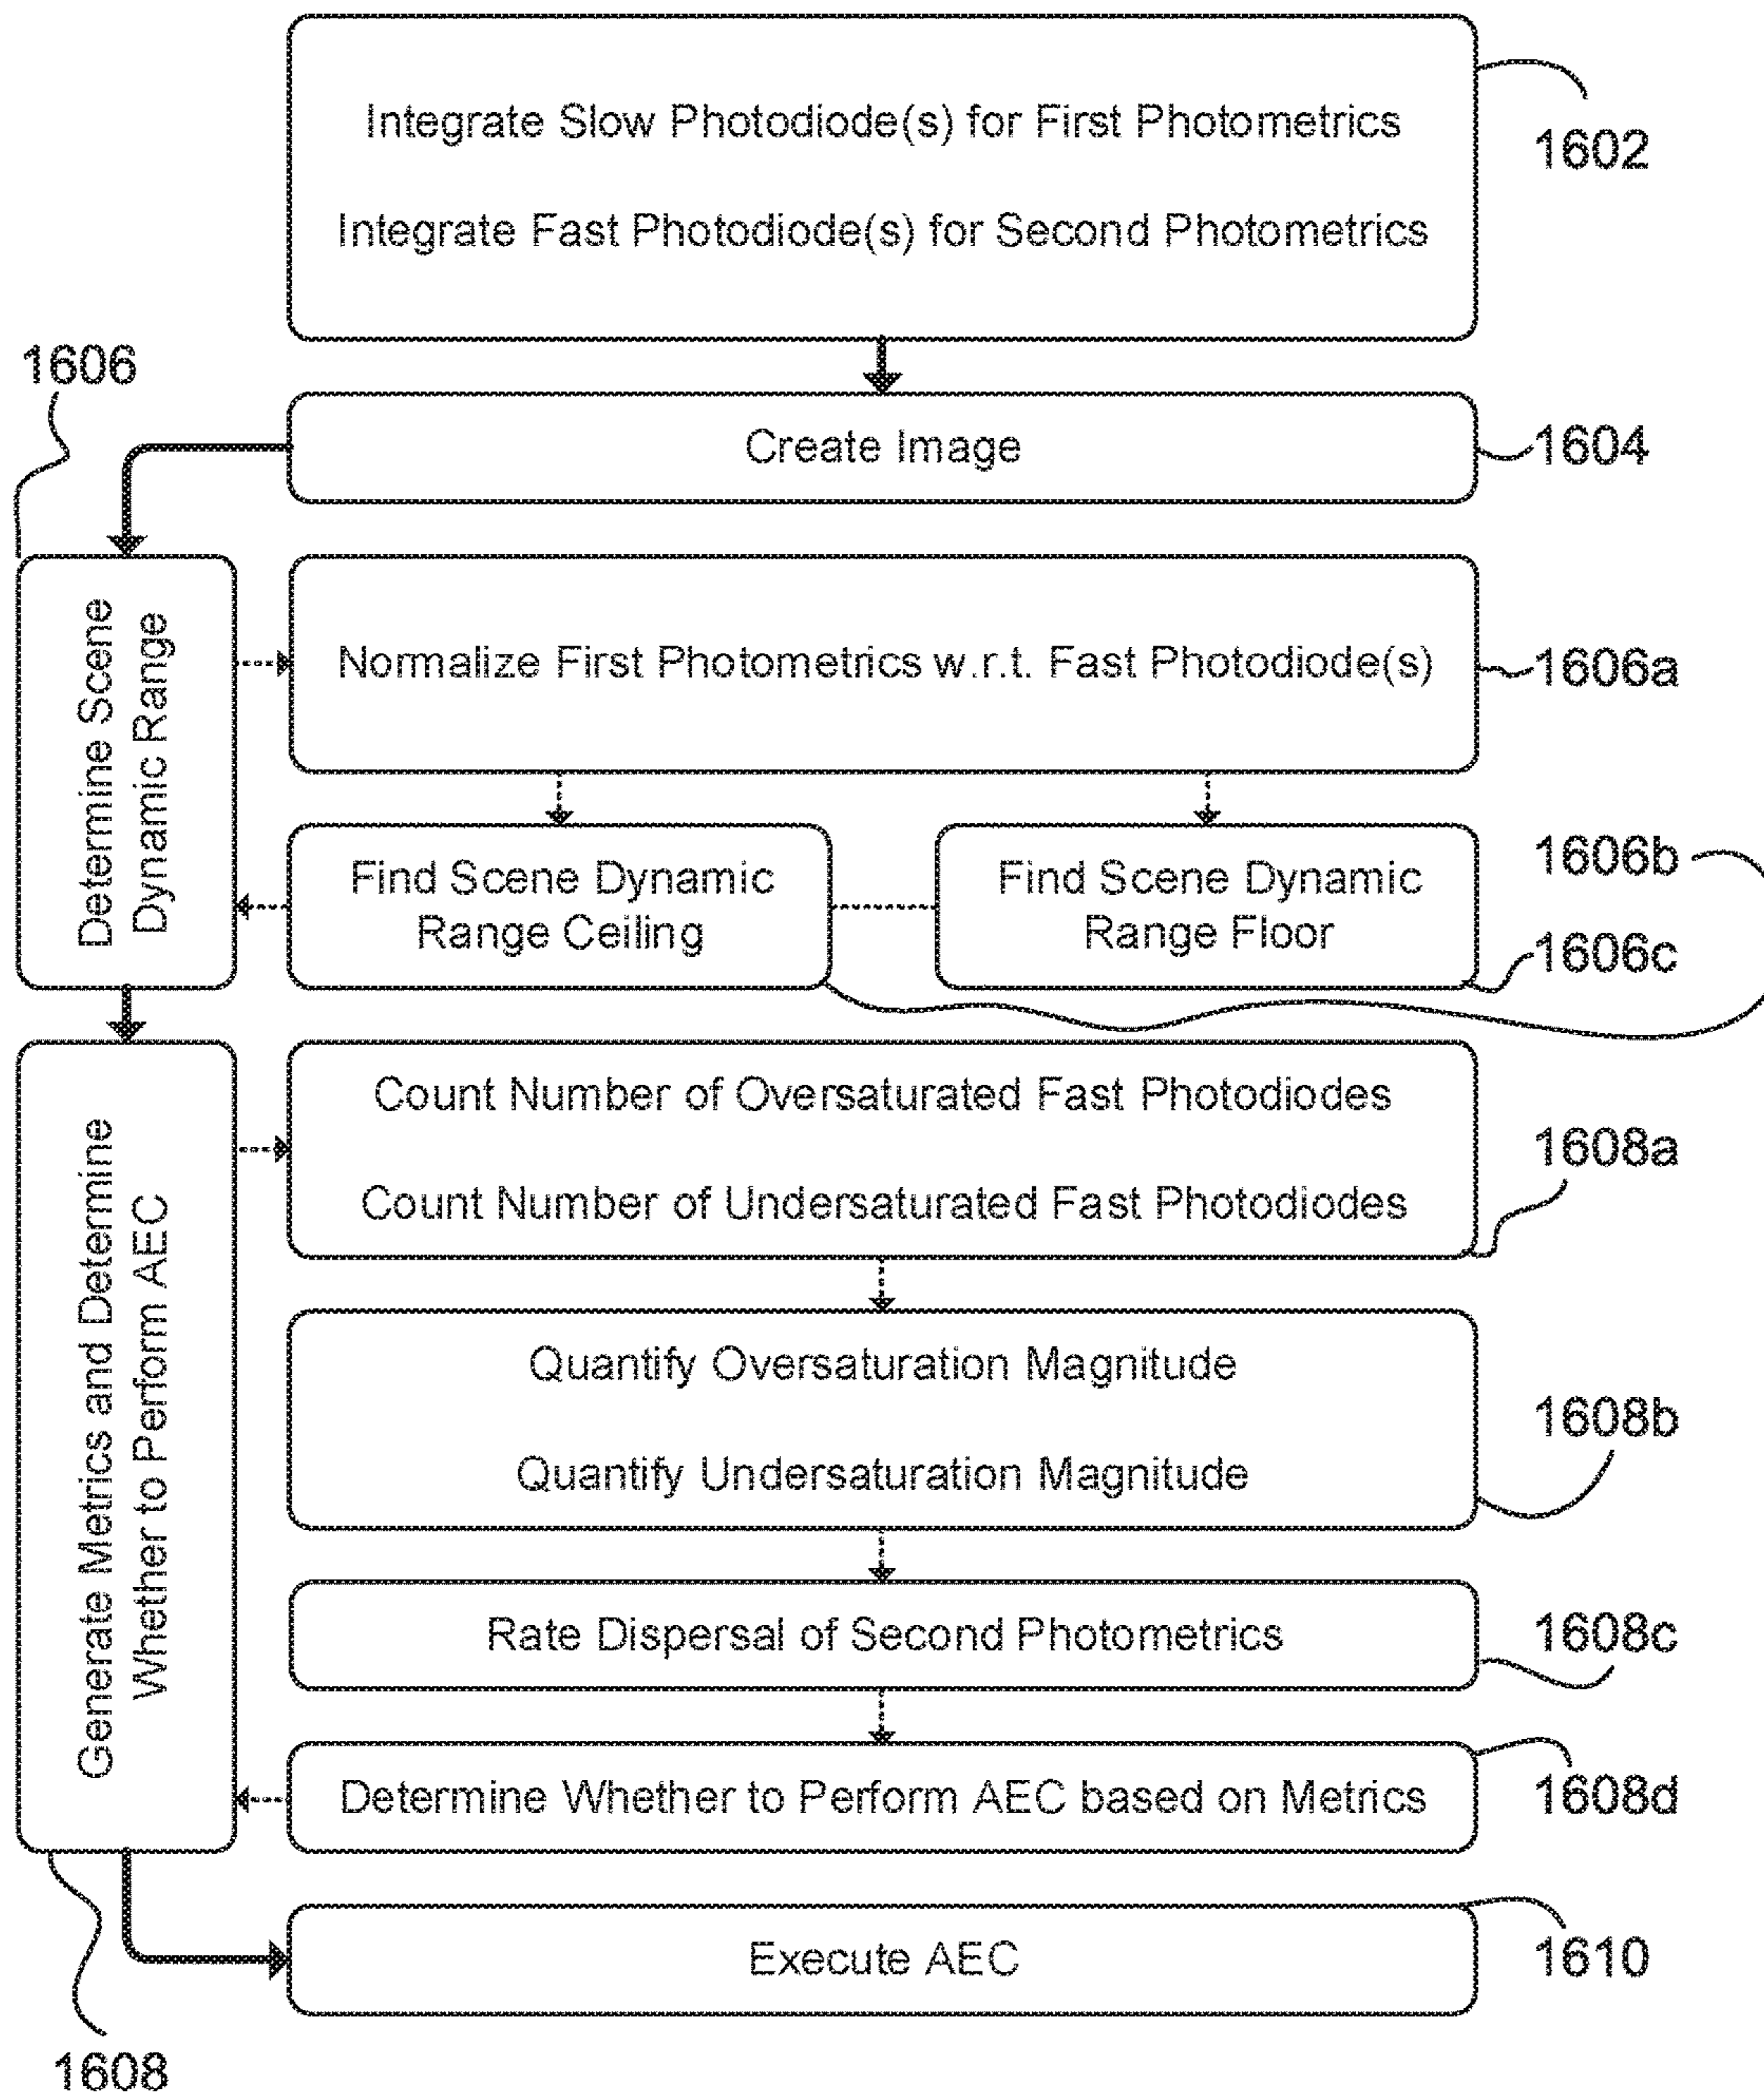 Integrate Slow Photodiode(s) for First Photometrics
Integrate Fast Photodiode(s) for Second Photometrics
1602
1606
Create Image
1604
Determine Scene
Dynamic Range
Normalize First Photometrics w.r.t. Fast Photodiode(s)
1606a
Find Scene Dynamic
Range Ceiling
Find Scene Dynamic
Range Floor
1606b
1606c
Generate Metrics and Determine
Whether to Perform AEC
Count Number of Oversaturated Fast Photodiodes
Count Number of Undersaturated Fast Photodiodes
1608a
Quantify Oversaturation Magnitude
Quantify Undersaturation Magnitude
1608b
Rate Dispersal of Second Photometrics
1608c
Determine Whether to Perform AEC based on Metrics
1608d
Execute AEC
1610
1608